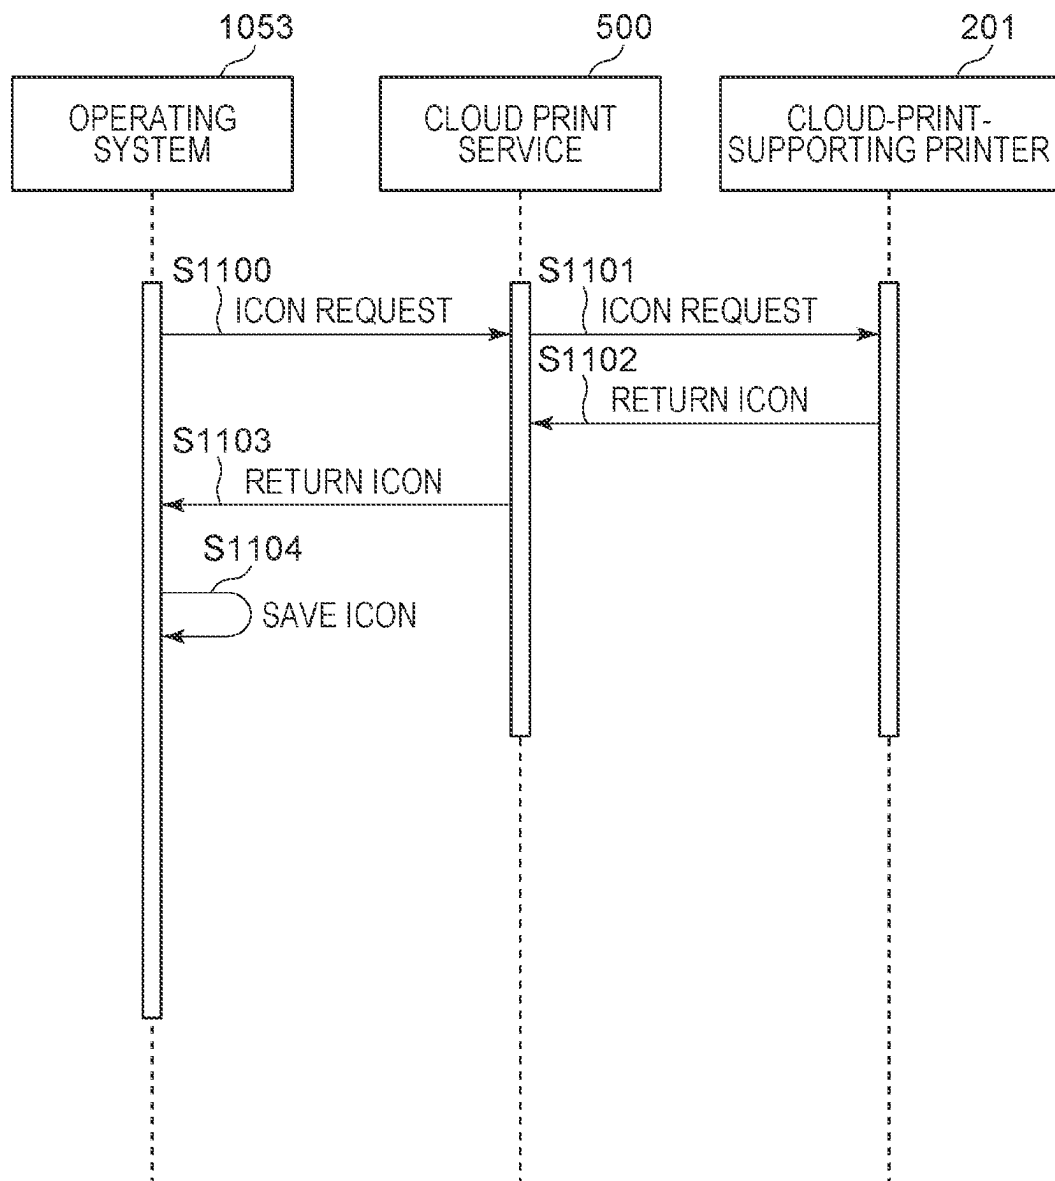 1053
500
201
OPERATING
SYSTEM
CLOUD PRINT
SERVICE
CLOUD-PRINT-
SUPPORTING PRINTER
S1100
ICON REQUEST
S1101
ICON REQUEST
S1102
RETURN ICON
S1103
RETURN ICON
S1104
SAVE ICON